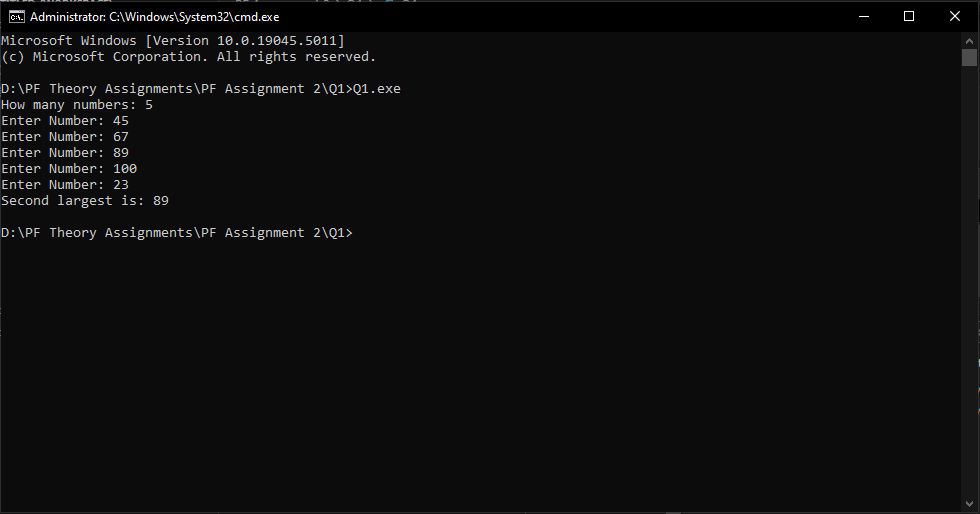 Administrator: C:\Windows\System32\cmd.exe
Microsoft Windows [Version 10.0.19045.5011]
(c) Microsoft Corporation. All rights reserved.
D:\PF Theory Assignments\PF Assignment 2\Q1>Q1.exe
How many numbers: 5
Enter Number: 45
Enter Number: 67
Enter Number: 89
Enter Number: 100
Enter Number: 23
Second largest is: 89
D:\PF Theory Assignments\PF Assignment 2\Q1>